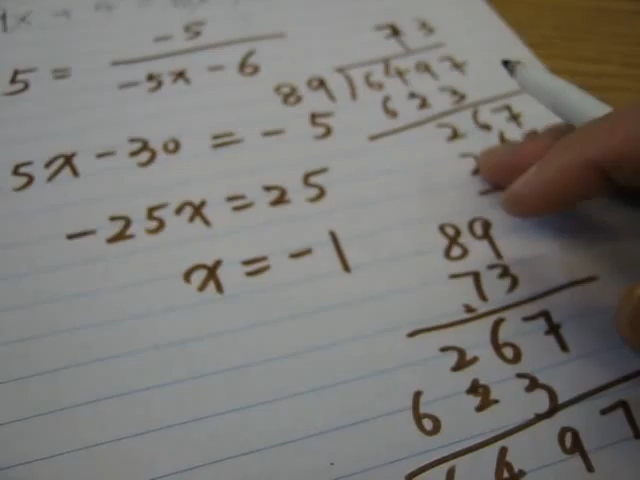 5 = -5
-5x - 6
5x - 30 = - 5
- 25x = 25
x = - 1
73
89 ) 6497
623
267
89
73
267
623
6497